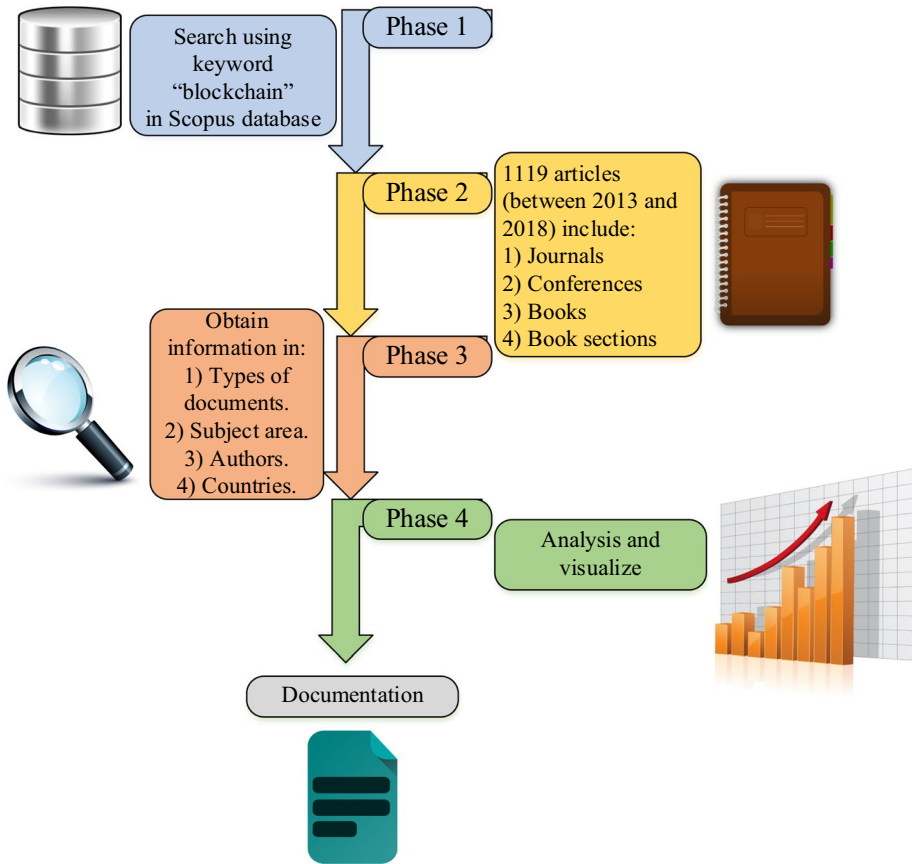 Phase 1
Search using
keyword
“blockchain”
in Scopus database
Phase 2
1119 articles
(between 2013 and
2018) include:
1) Journals
2) Conferences
3) Books
4) Book sections
Phase 3
Obtain
information in:
1) Types of
documents.
2) Subject area.
3) Authors.
4) Countries.
Phase 4
Analysis and
visualize
Documentation